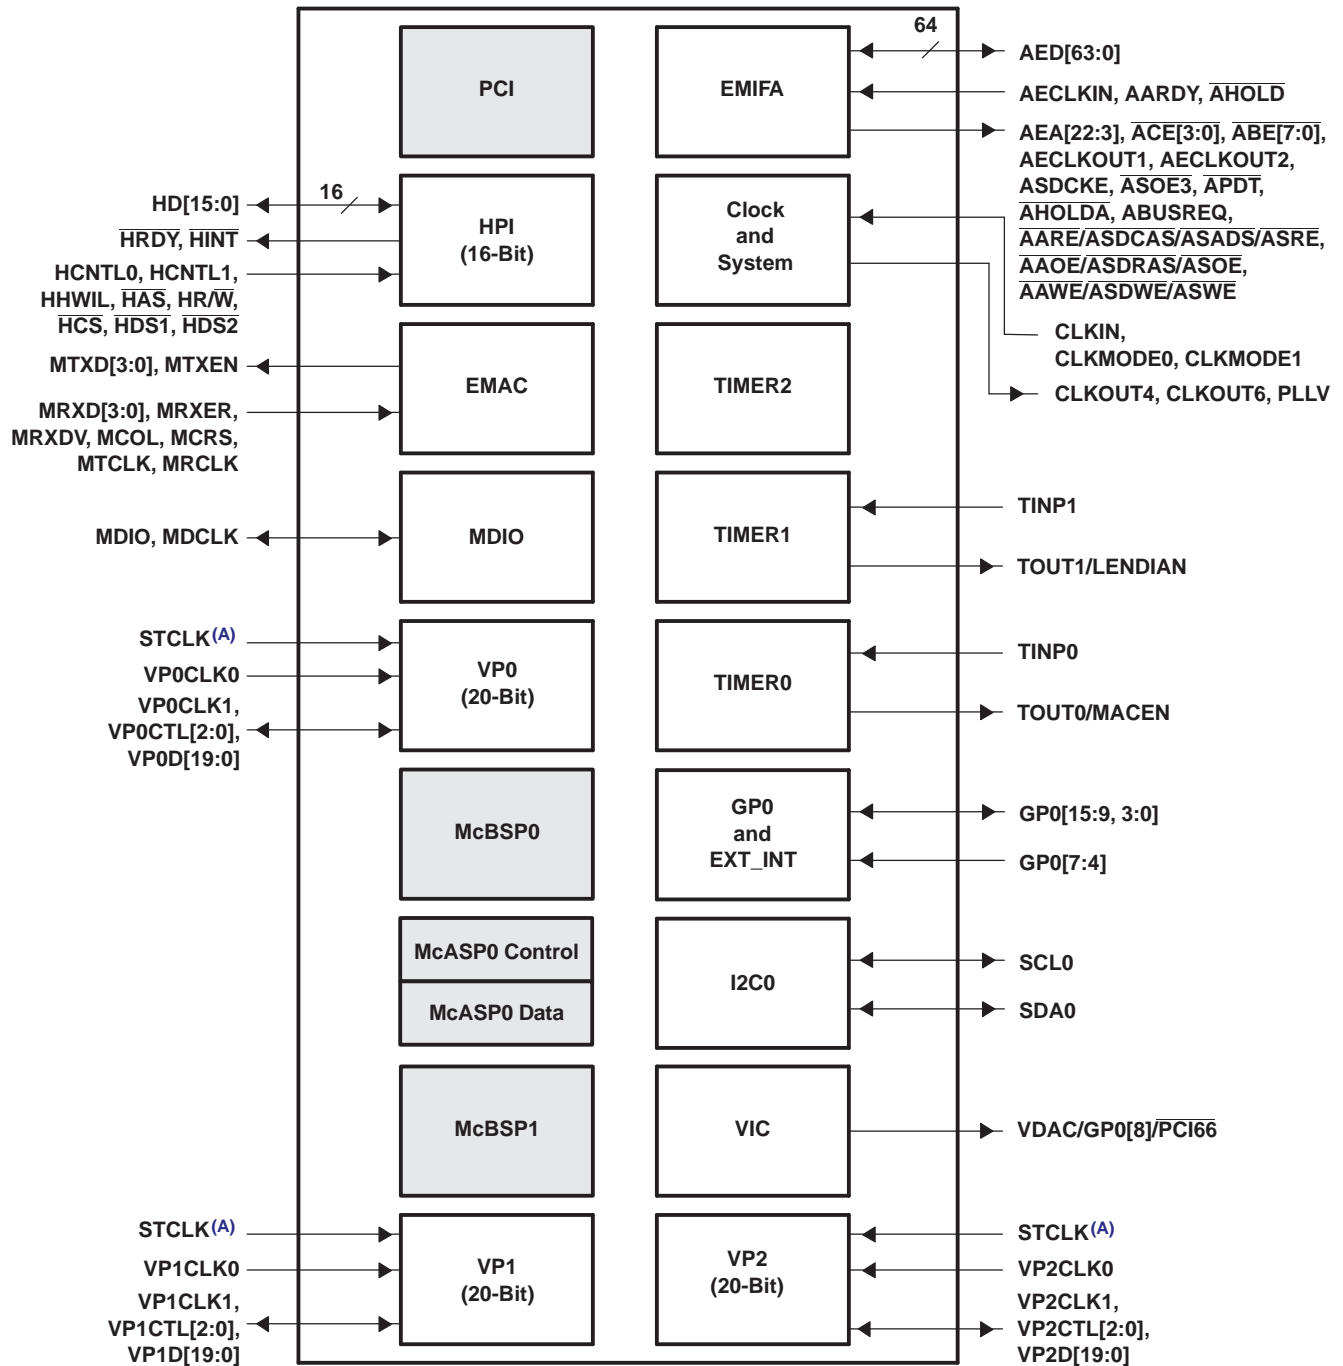 64
PCI
EMIFA
AED[63:0]
AECLKIN, AARDY, AHOLD
AEA[22:3], ACE[3:0], ABE[7:0],
AECLKOUT1, AECLKOUT2,
ASDCKE, ASOE3, APDT,
AHOLDA, ABUSREQ,
AARE/ASDCAS/ASADS/ASRE,
AAOE/ASDRAS/ASOE,
AAWE/ASDWE/ASWE
16
HD[15:0]
HRDY, HINT
HCNTL0, HCNTL1,
HHWIL, HAS, HR/W,
HCS, HDS1, HDS2
HPI
(16-Bit)
Clock
and
System
CLKIN,
CLKMODE0, CLKMODE1
CLKOUT4, CLKOUT6, PLLV
MTXD[3:0], MTXEN
MRXD[3:0], MRXER,
MRXDV, MCOL, MCRS,
MTCLK, MRCLK
EMAC
TIMER2
MDIO, MDCLK
MDIO
TIMER1
TINP1
TOUT1/LENDIAN
STCLK(A)
VP0CLK0
VP0CLK1,
VP0CTL[2:0],
VP0D[19:0]
VP0
(20-Bit)
TIMER0
TINP0
TOUT0/MACEN
McBSP0
GP0
and
EXT_INT
GP0[15:9, 3:0]
GP0[7:4]
McASP0 Control
McASP0 Data
I2C0
SCL0
SDA0
McBSP1
VIC
VDAC/GP0[8]/PCI66
STCLK(A)
VP1CLK0
VP1CLK1,
VP1CTL[2:0],
VP1D[19:0]
VP1
(20-Bit)
VP2
(20-Bit)
STCLK(A)
VP2CLK0
VP2CLK1,
VP2CTL[2:0],
VP2D[19:0]